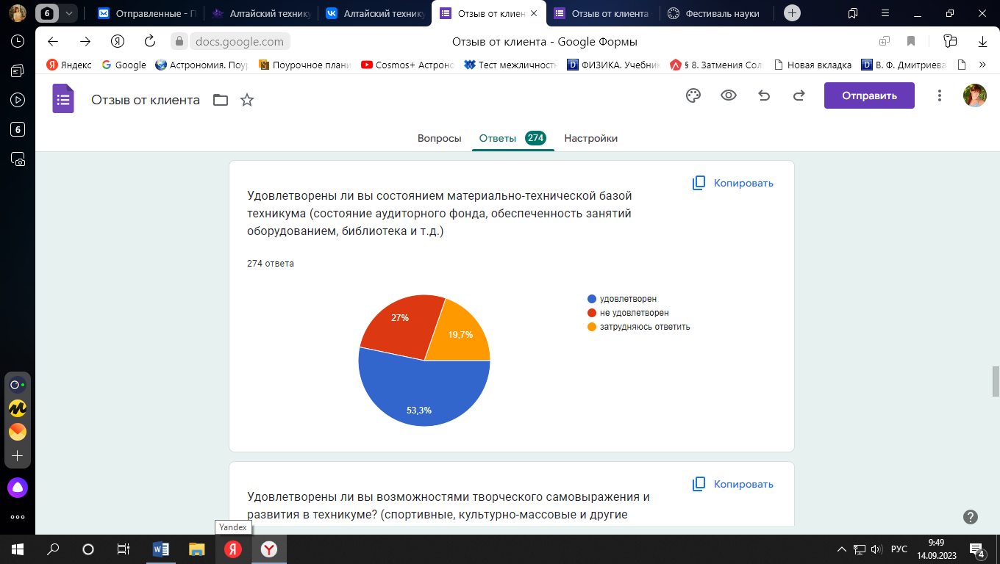 6
Отправленные - П
Алтайский технику
Алтайский технику
Отзыв от клиен
Отзыв от клиента
Фестиваль науки
docs.google.com
Отзыв от клиента - Google Формы
Яндекс
Google
Астрономия. Поур
Поурочное плани
Cosmos+ Астроно
Тест межличност
ФИЗИКА. Учебник
§ 8. Затмения Сол
Новая вкладка
В. Ф. Дмитриева
»
Отзыв от клиента
Отправить
Вопросы
Ответы 274
Настройки
6
Копировать
Удовлетворены ли вы состоянием материально-технической базой
техникума (состояние аудиторного фонда, обеспеченность занятий
оборудованием, библиотека и т.д.)
274 ответа
27%
19,7%
53,3%
удовлетворен
не удовлетворен
затрудняюсь ответить
Копировать
Удовлетворены ли вы возможностями творческого самовыражения и
развития в техникуме? (спортивные, культурно-массовые и другие
Yandex
РУС
9:49
14.09.2023
4